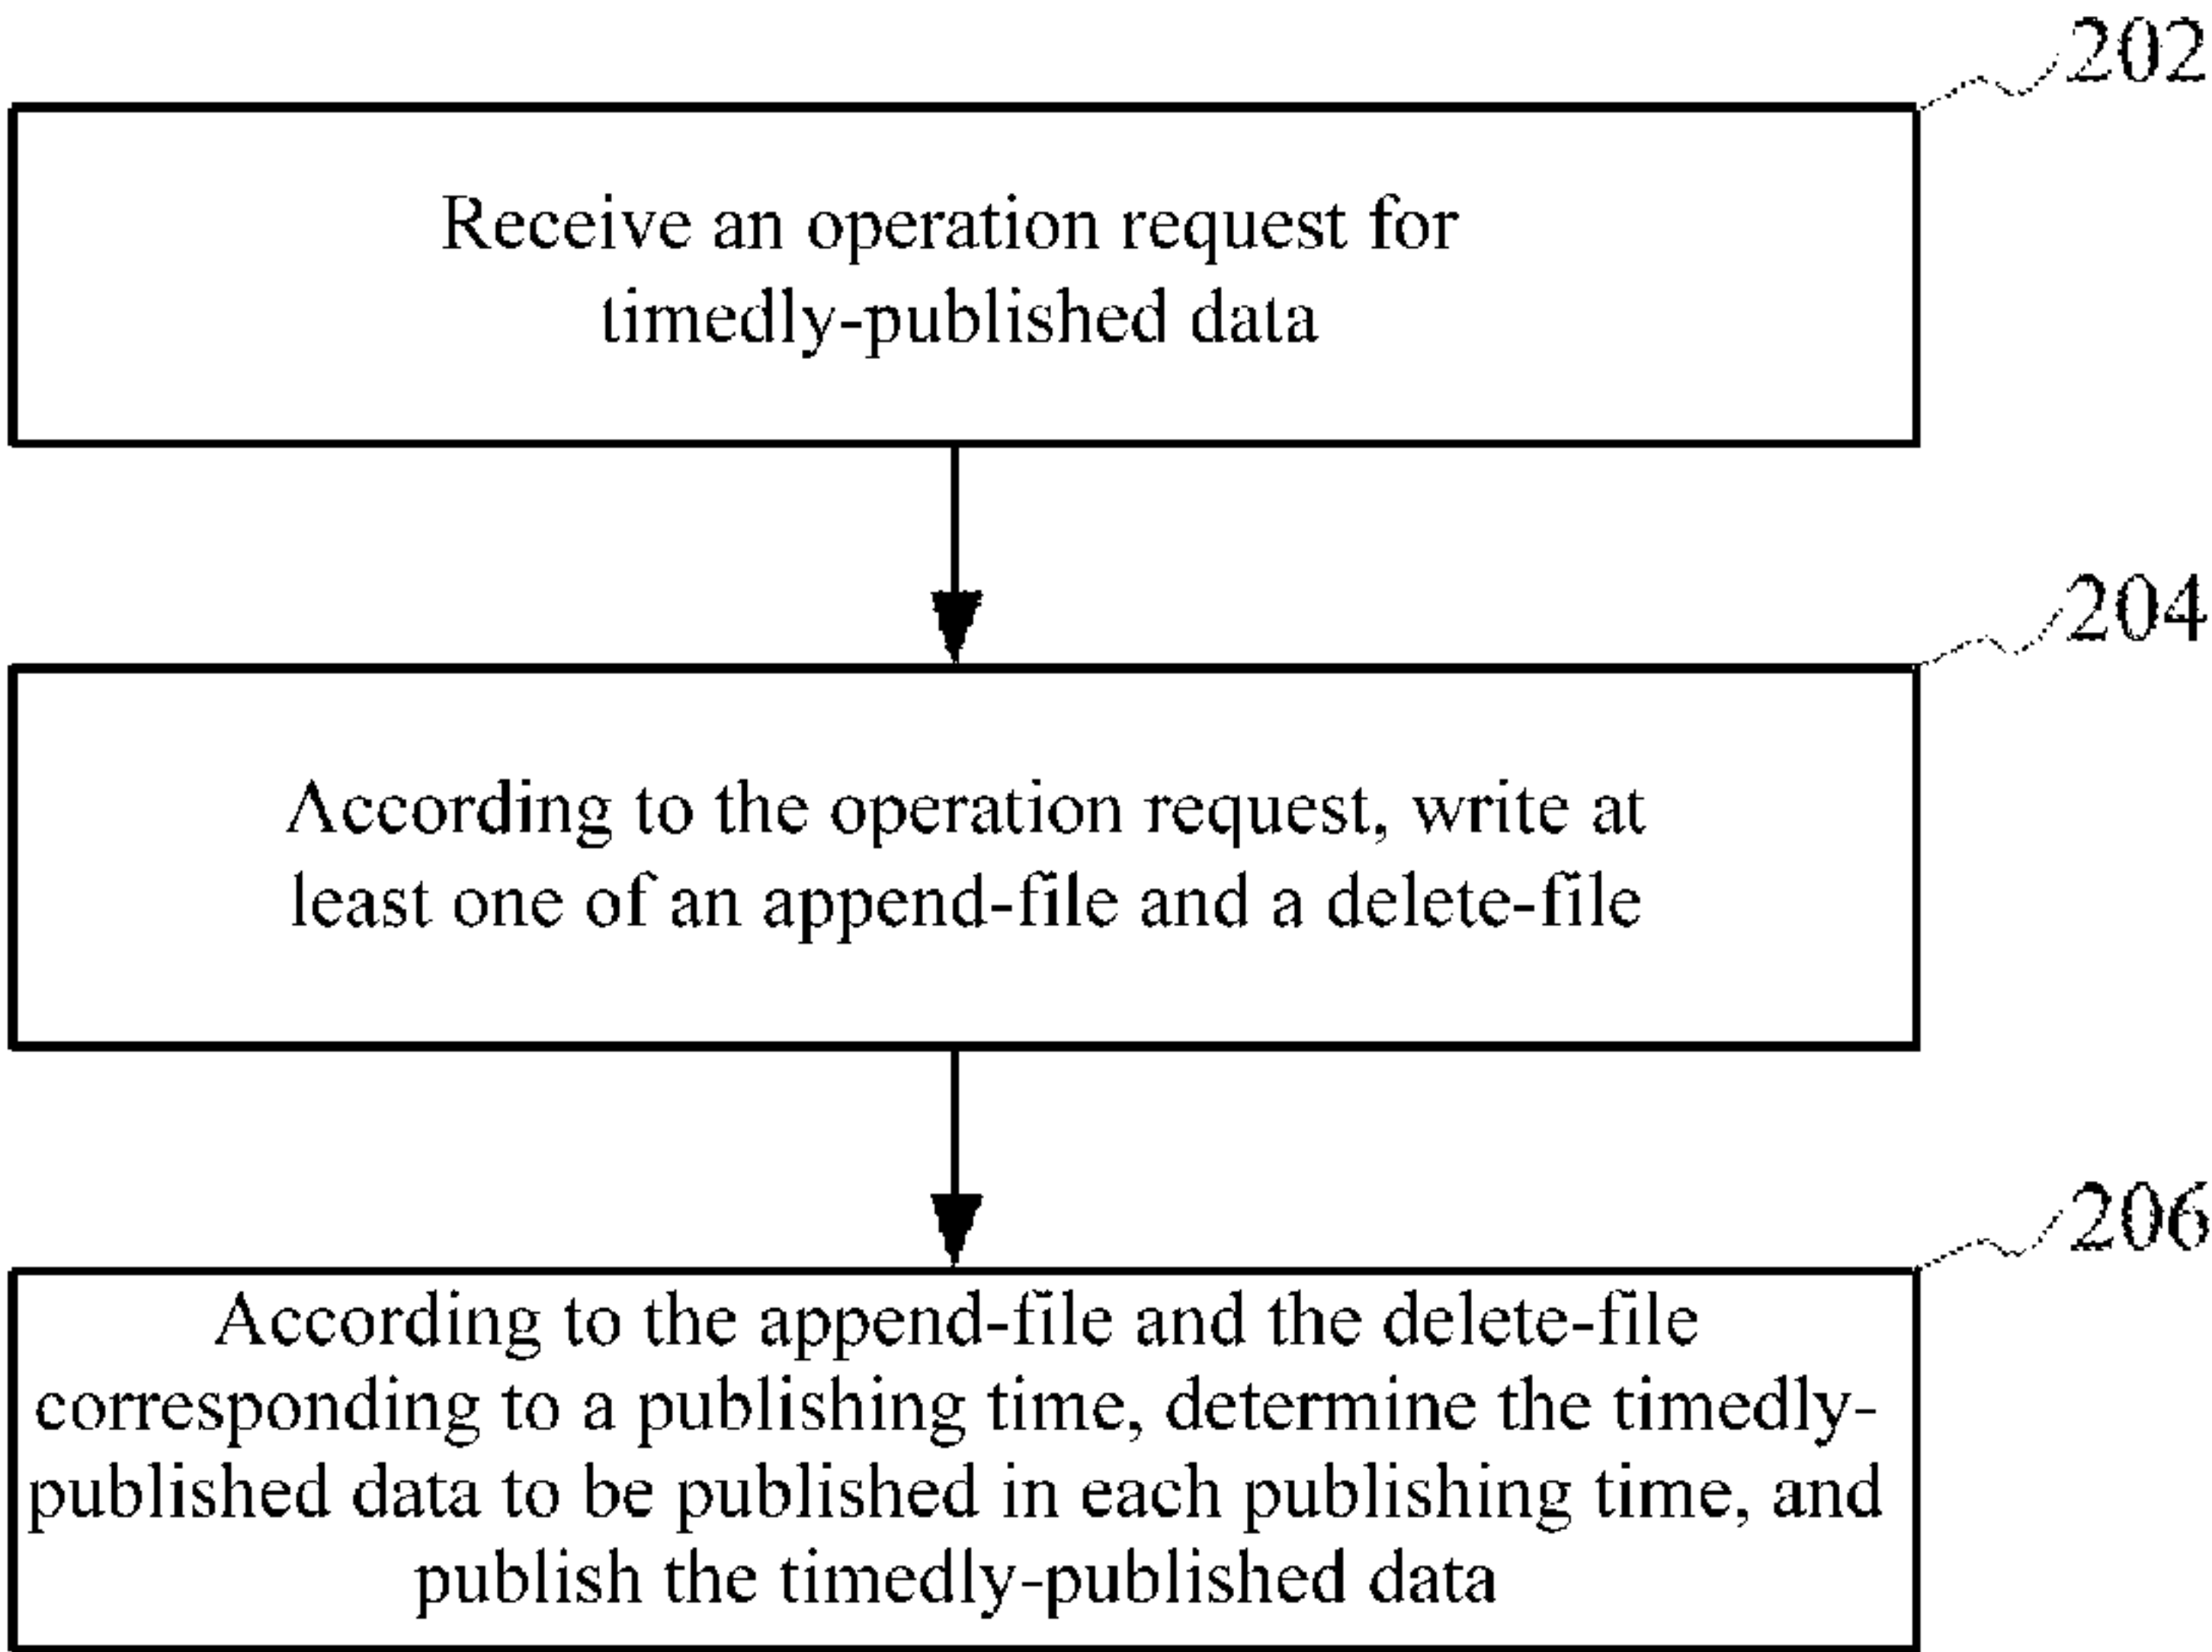 202
Receive an operation request for
timedly-published data
204
According to the operation request, write at
least one of an append-file and a delete-file
206
According to the append-file and the delete-file
corresponding to a publishing time, determine the timedly-
published data to be published in each publishing time, and
publish the timedly-published data